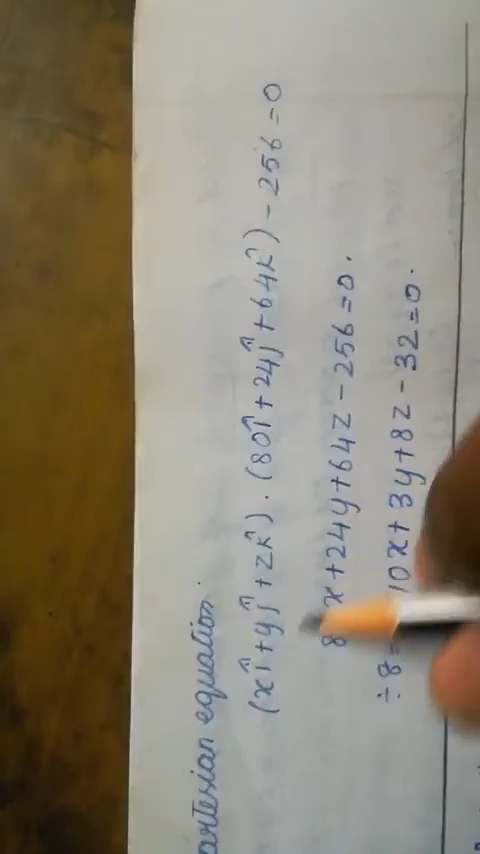 equation.
(xî+yĵ+zk̂).(80î+24ĵ+64k̂)-256=0
x+24y+64z-256=0.
÷8 10x+3y+8z-32=0.